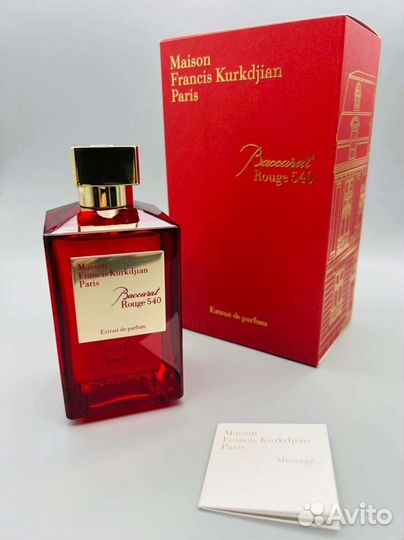 Maison
Francis Kurkdjian
Paris
Baccarat
Rouge 540
Extrait de parfum
Maison
Francis Kurkdjian
Paris
Baccarat
Rouge 540
Extrait de parfum
Maison
Francis Kurkdjian
Paris
Message...
Avito